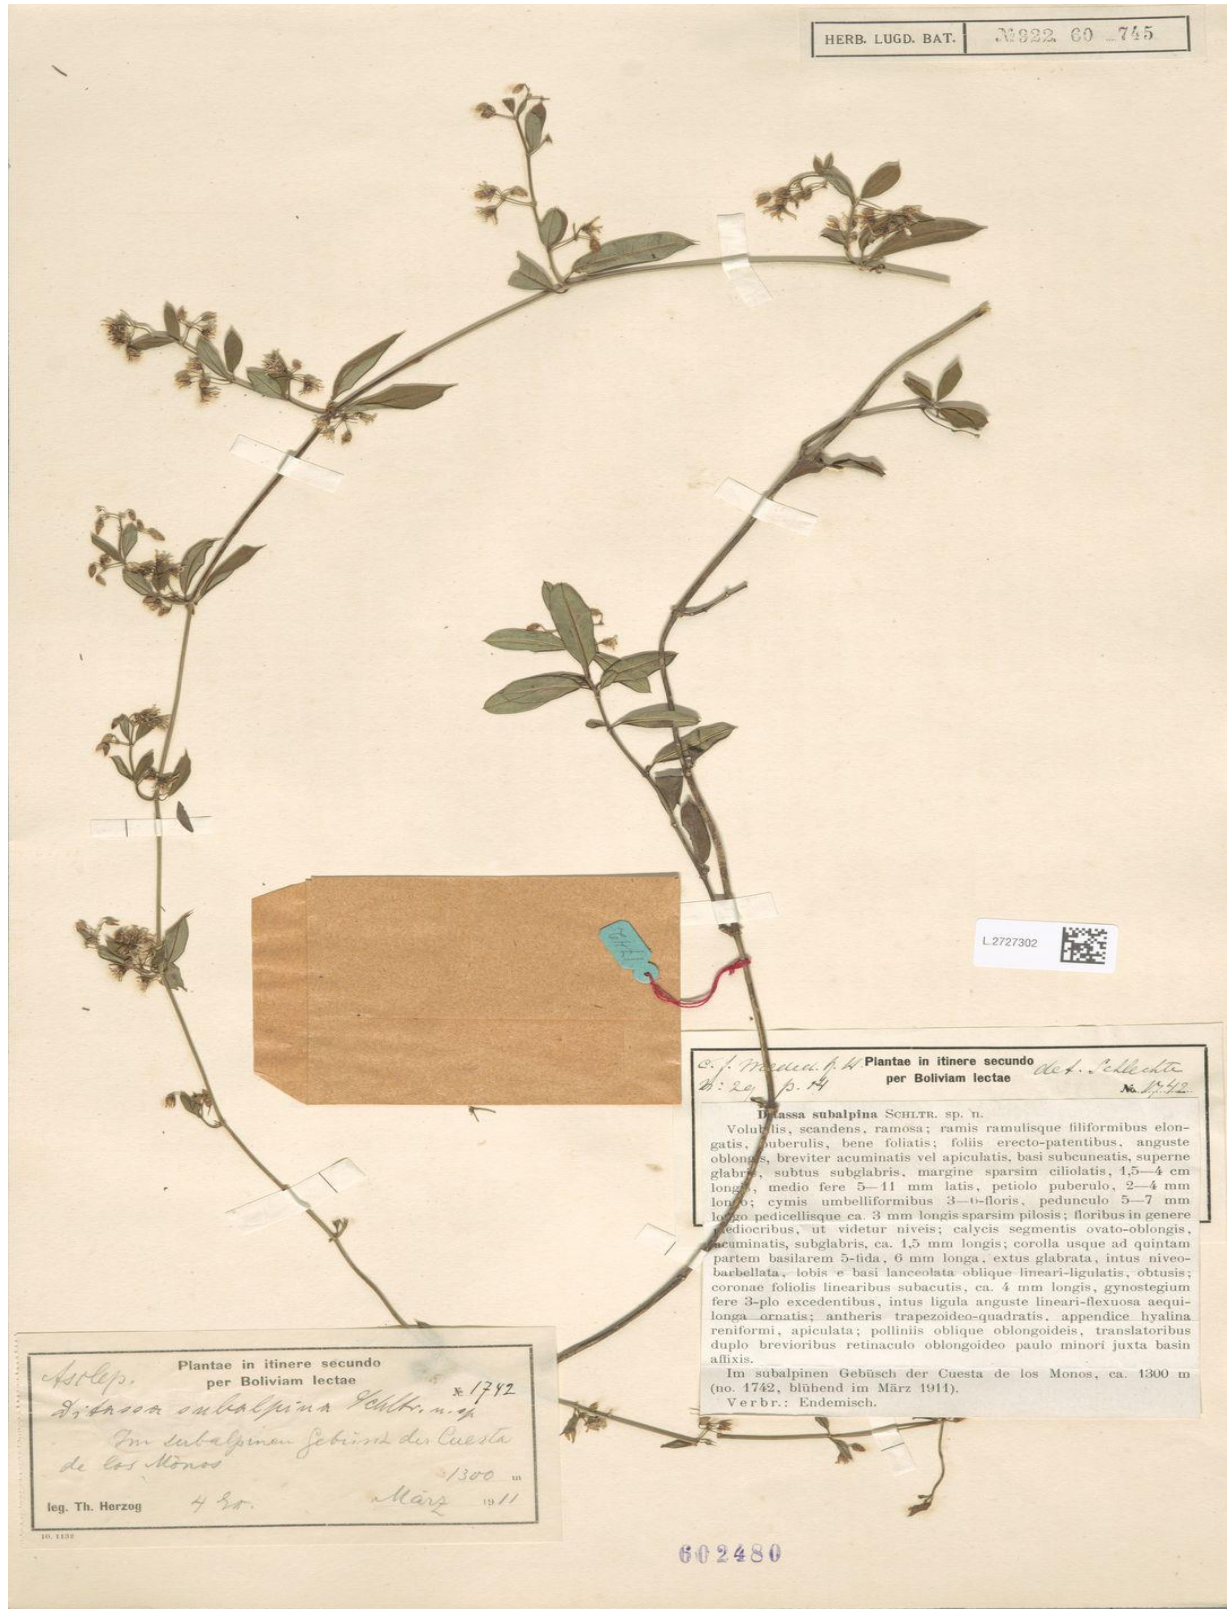 HERB. LUGD. BAT. № 922. 60 _ 745
1742
L.2727302
Plantae in itinere secundo
per Boliviam lectae
det. Schlechter
No. 1742
p. 14
Ditassa subalpina SCHLTR. sp. n.
Volubilis, scandens, ramosa; ramis ramulisque filiformibus elon-
gatis, puberulis, bene foliatis; foliis erecto-patentibus, anguste
oblongis, breviter acuminatis vel apiculatis, basi subcuneatis, superne
glabris, subtus subglabris, margine sparsim ciliolatis, 1,5—4 cm
longis, medio fere 5—11 mm latis, petiolo puberulo, 2—4 mm
longo; cymis umbelliformibus 3—6-floris, pedunculo 5—7 mm
longo pedicellisque ca. 3 mm longis sparsim pilosis; floribus in genere
mediocribus, ut videtur niveis; calycis segmentis ovato-oblongis,
acuminatis, subglabris, ca. 1,5 mm longis; corolla usque ad quintam
partem basilarem 5-fida, 6 mm longa, extus glabrata, intus niveo-
barbellata, lobis e basi lanceolata oblique lineari-ligulatis, obtusis;
coronae foliolis linearibus subacutis, ca. 4 mm longis, gynostegium
fere 3-plo excedentibus, intus ligula anguste lineari-flexuosa aequi-
longa ornatis; antheris trapezoideo-quadratis, appendice hyalina
reniformi, apiculata; polliniis oblique oblongoideis, translatoribus
duplo brevioribus retinaculo oblongoideo paulo minori juxta basin
affixis.
Im subalpinen Gebüsch der Cuesta de los Monos, ca. 1300 m
(no. 1742, blühend im März 1911).
Verbr.: Endemisch.
Plantae in itinere secundo
per Boliviam lectae
Asclep.
№ 1742
Ditassa subalpina Schltr. n. sp.
Im subalpinen Gebüsch der Cuesta
de los Monos
1300 m
leg. Th. Herzog März 1911
10. 1132
602480